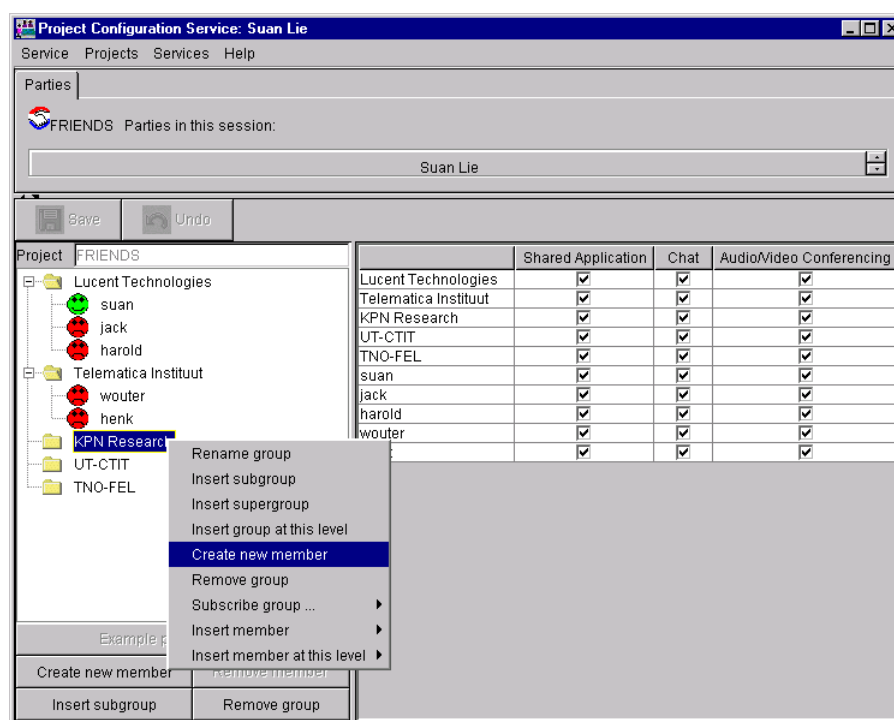 Project Configuration Service: Suan Lie
Service Projects Services Help
Parties
FRIENDS Parties in this session:
Suan Lie
Save Undo
Project FRIENDS
Lucent Technologies
suan
jack
harold
Telematica Instituut
wouter
henk
KPN Research
UT-CTIT
TNO-FEL
Shared Application Chat Audio/Video Conferencing
Lucent Technologies
Telematica Instituut
KPN Research
UT-CTIT
TNO-FEL
suan
jack
harold
wouter
Rename group
Insert subgroup
Insert supergroup
Insert group at this level
Create new member
Remove group
Subscribe group ...
Insert member
Insert member at this level
Example
Create new member Remove member
Insert subgroup Remove group